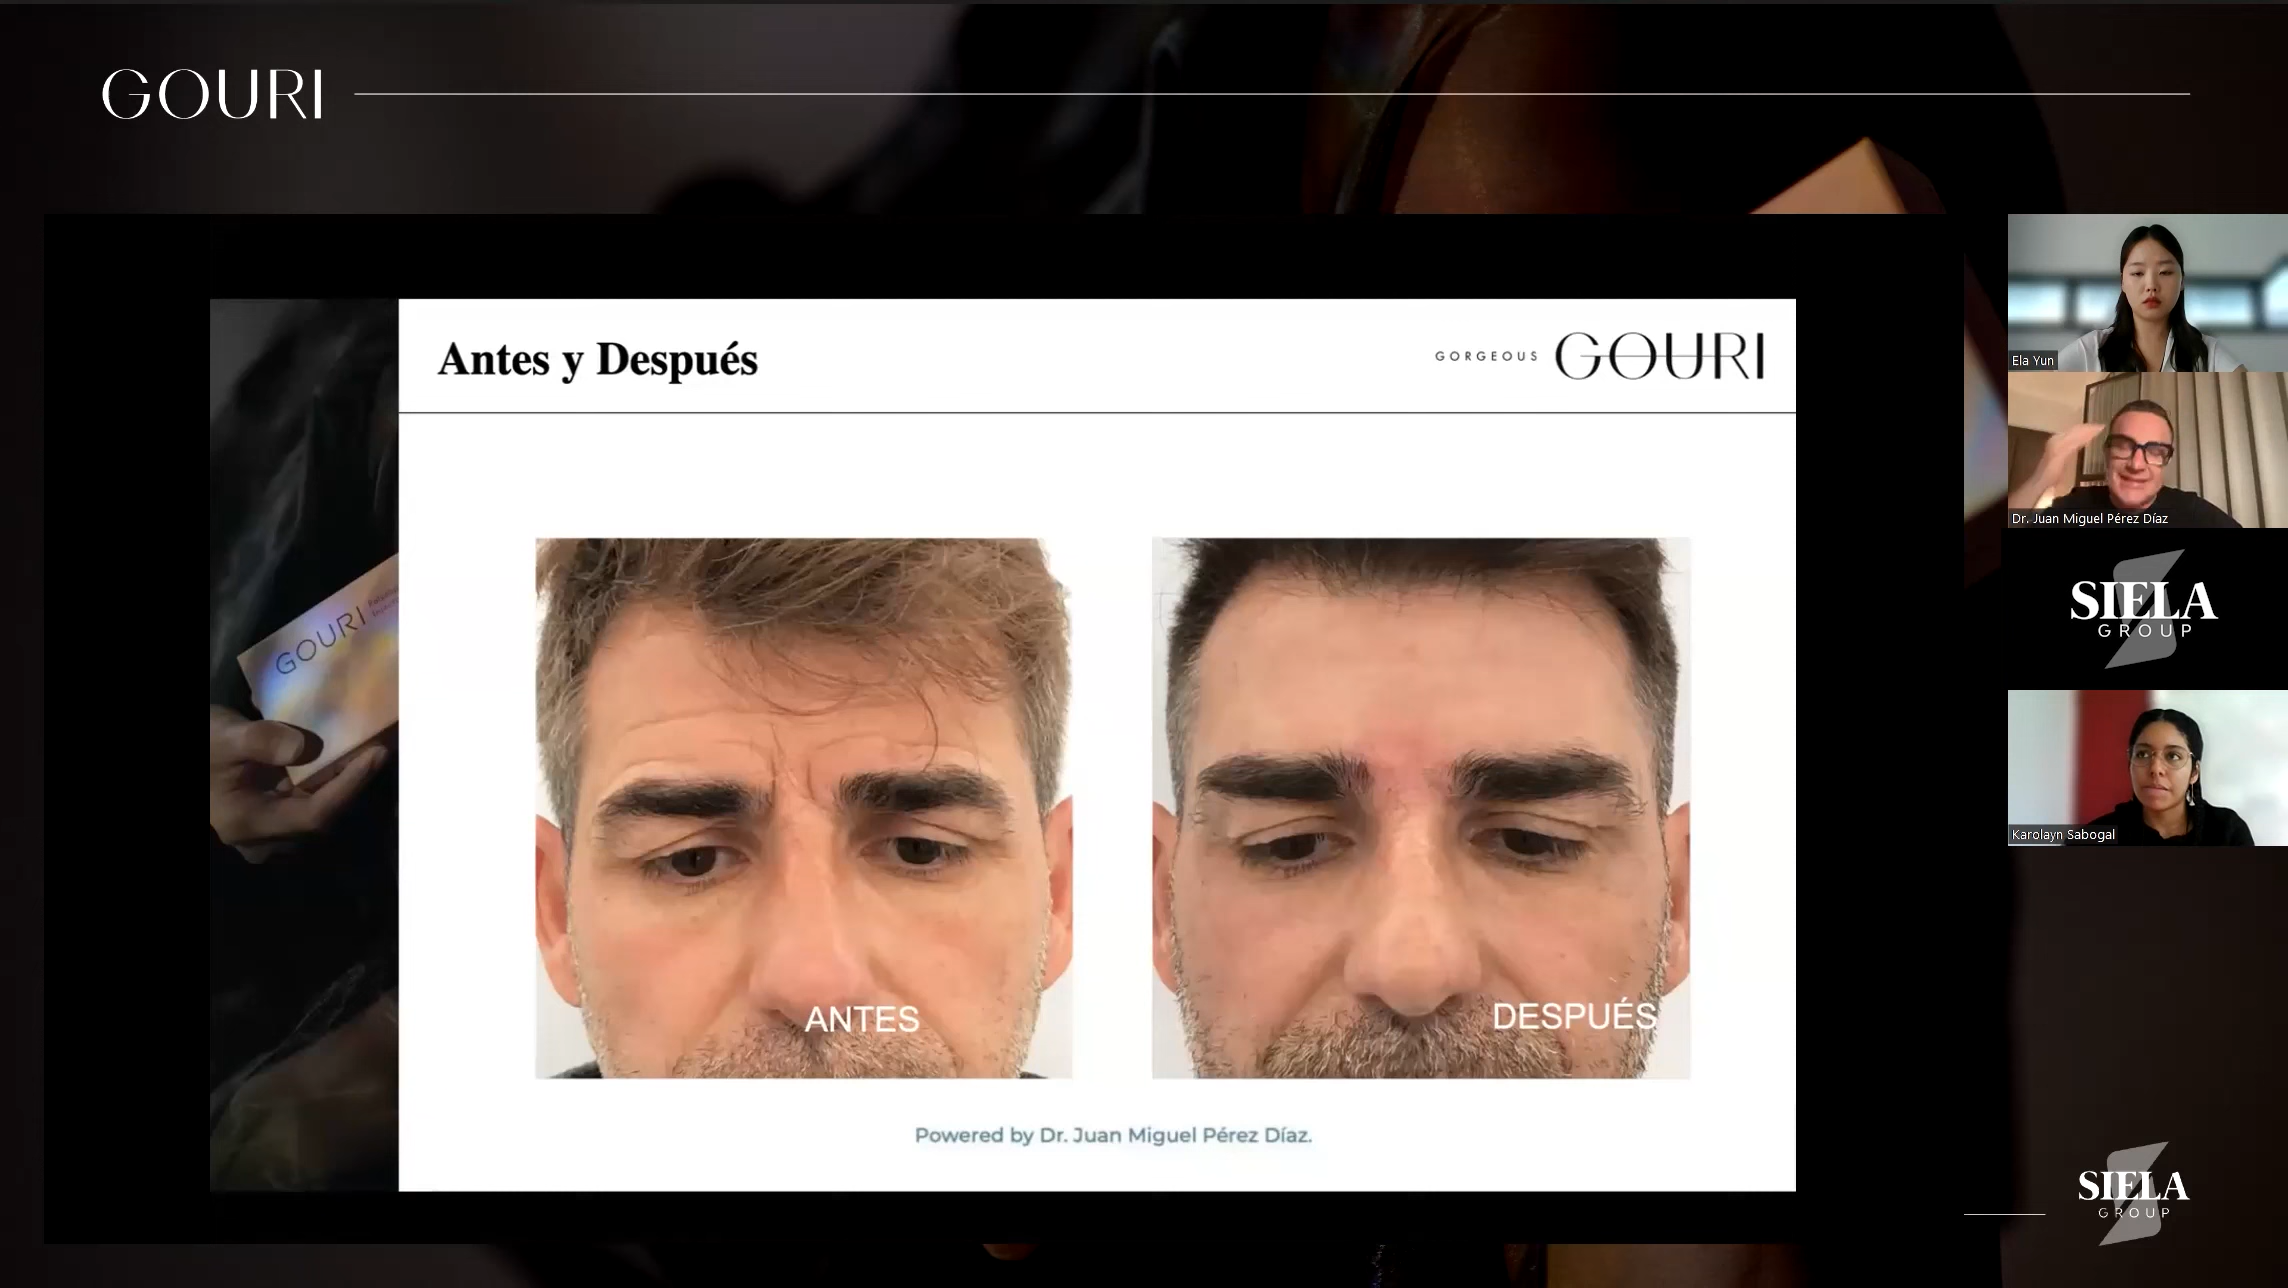 GOURI
Antes y Después
GORGEOUS GOURI
GOURI
ANTES
DESPUÉS
Powered by Dr. Juan Miguel Pérez Díaz.
Ela Yun
Dr. Juan Miguel Pérez Díaz
SIELA
GROUP
Karolayn Sabogal
SIELA
GROUP